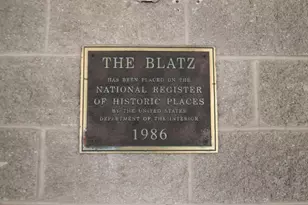 THE BLATZ
HAS BEEN PLACED ON THE
NATIONAL REGISTER
OF HISTORIC PLACES
BY THE UNITED STATES
DEPARTMENT OF THE INTERIOR
1986